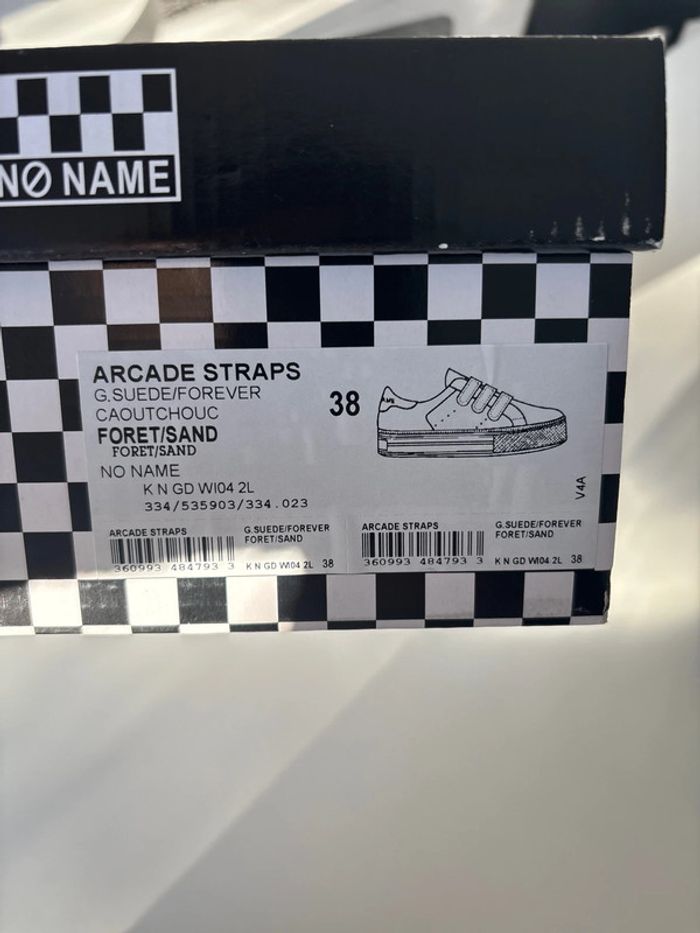 NØ NAME
ARCADE STRAPS
G.SUEDE/FOREVER
CAOUTCHOUC
38
FORET/SAND
FORET/SAND
NO NAME
K N GD WI04 2L
334/535903/334.023
V4A
ARCADE STRAPS
G.SUEDE/FOREVER
FORET/SAND
360993 484793 3
K N GD WI04 2L 38
ARCADE STRAPS
G.SUEDE/FOREVER
FORET/SAND
360993 484793 3
K N GD WI04 2L 38